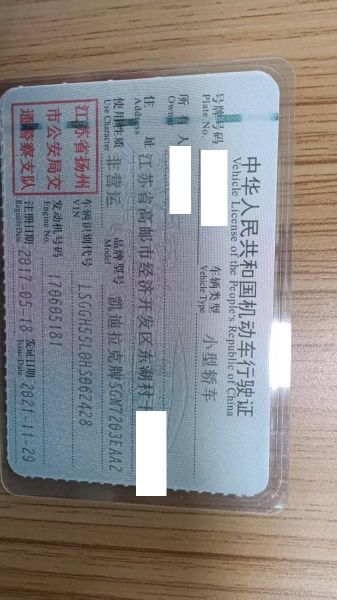 中华人民共和国机动车行驶证
Vehicle License of the People's Republic of China
号牌号码
Plate No.
车辆类型
Vehicle Type
小型轿车
所有人
Owner
住址
Address
江苏省高邮市经济开发区东湖村十
使用性质
Use Character
非营运
品牌型号
Model
凯迪拉克牌SGM7203EAA2
江苏省扬州
市公安局交
通警察支队
车辆识别代号
VIN
LSGGH55L0HS002428
发动机号码
Engine No.
170605181
注册日期
Register Date
2017-05-18
发证日期
Issue Date
2021-11-29